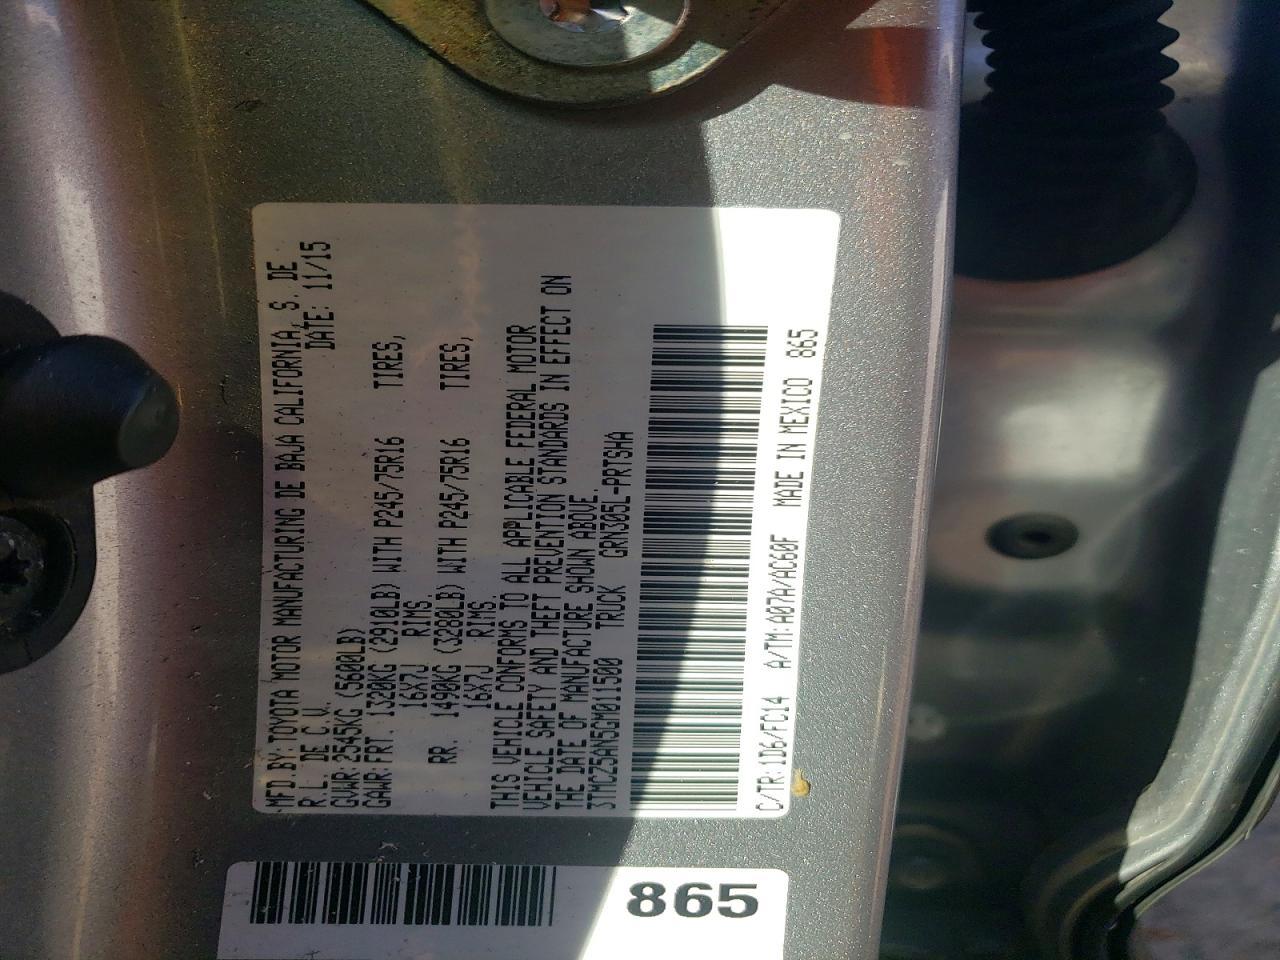 MFD.BY:TOYOTA MOTOR MANUFACTURING DE BAJA CALIFORNIA, S. DE
R.L. DE C.V. DATE: 11/15
GVWR:2545KG (5600LB)
GAWR:FRT. 1320KG (2910LB) WITH P245/75R16 TIRES,
16X7J RIMS.
RR. 1490KG (3280LB) WITH P245/75R16 TIRES,
16X7J RIMS.
THIS VEHICLE CONFORMS TO ALL APPLICABLE FEDERAL MOTOR
VEHICLE SAFETY AND THEFT PREVENTION STANDARDS IN EFFECT ON
THE DATE OF MANUFACTURE SHOWN ABOVE.
3TMCZ5AN5GM011500 TRUCK GRN305L-PRTSHA
C/TR:1D6/FC14 A/TM:A07A/AC60F MADE IN MEXICO 865
865